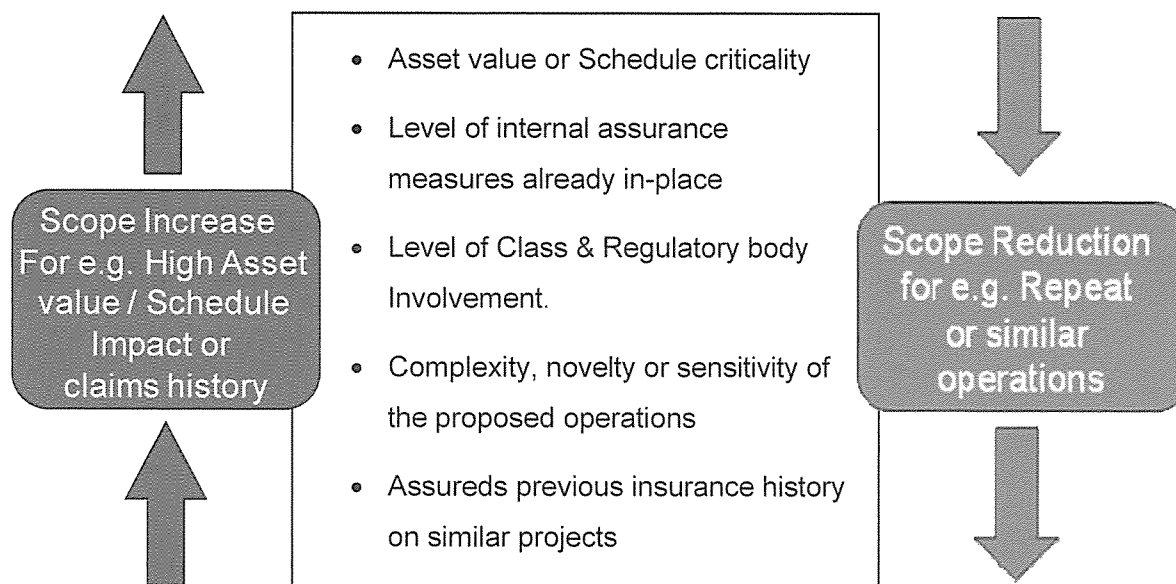 Scope Increase
For e.g. High Asset
value / Schedule
Impact or
claims history
• Asset value or Schedule criticality
• Level of internal assurance
measures already in-place
• Level of Class & Regulatory body
Involvement.
• Complexity, novelty or sensitivity of
the proposed operations
• Assureds previous insurance history
on similar projects
Scope Reduction
for e.g. Repeat
or similar
operations